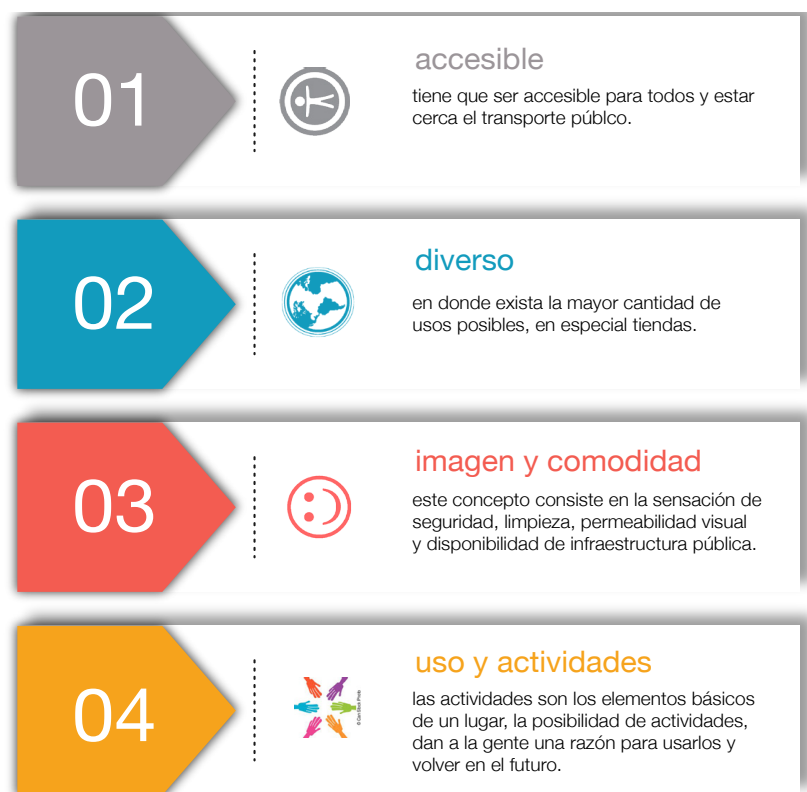 01
accesible
tiene que ser accesible para todos y estar
cerca el transporte públco.
02
diverso
en donde exista la mayor cantidad de
usos posibles, en especial tiendas.
03
imagen y comodidad
este concepto consiste en la sensación de
seguridad, limpieza, permeabilidad visual
y disponibilidad de infraestructura pública.
04
© Can Stock Photo
uso y actividades
las actividades son los elementos básicos
de un lugar, la posibilidad de actividades,
dan a la gente una razón para usarlos y
volver en el futuro.